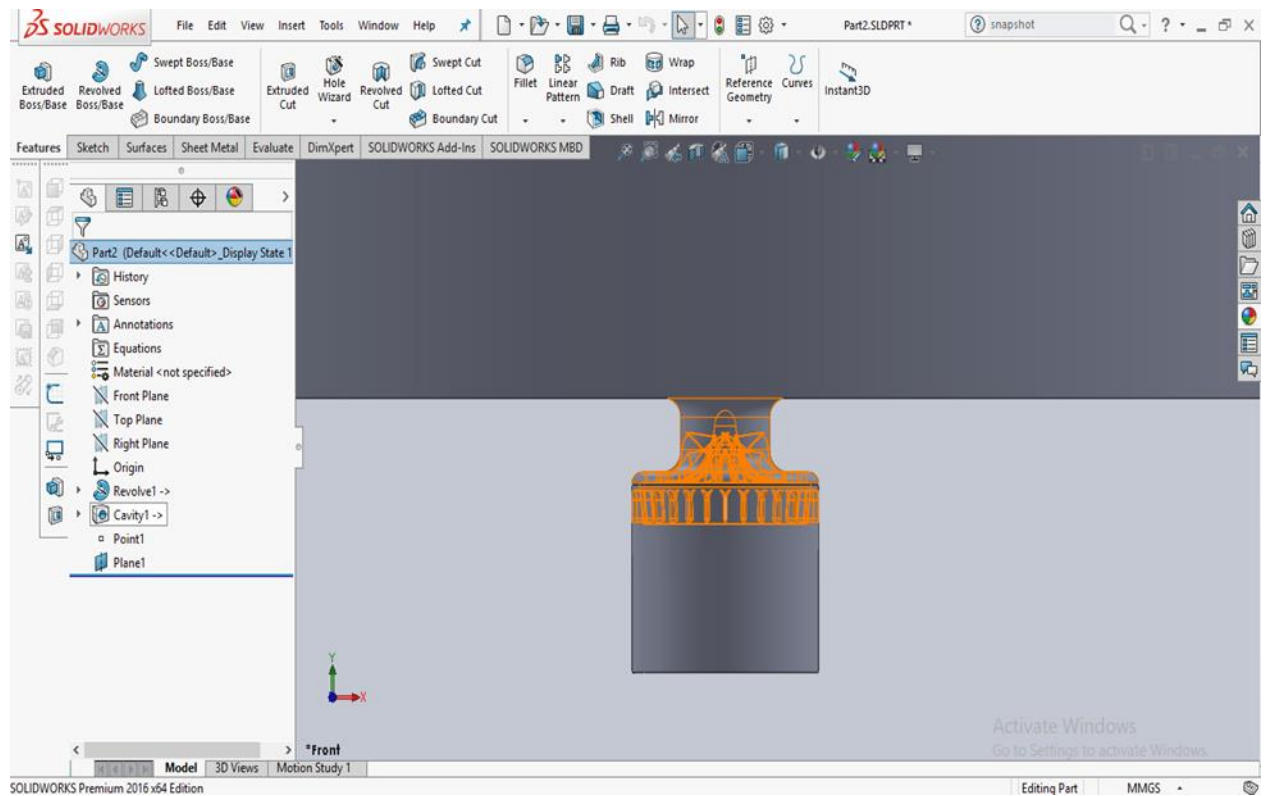 SOLIDWORKS File Edit View Insert Tools Window Help Part2.SLDPRT * snapshot
Extruded Boss/Base
Revolved Boss/Base
Swept Boss/Base
Lofted Boss/Base
Boundary Boss/Base
Extruded Cut
Hole Wizard
Revolved Cut
Swept Cut
Lofted Cut
Boundary Cut
Fillet
Linear Pattern
Rib
Draft
Shell
Wrap
Intersect
Mirror
Reference Geometry
Curves
Instant3D
Features Sketch Surfaces Sheet Metal Evaluate DimXpert SOLIDWORKS Add-Ins SOLIDWORKS MBD
Part2 (Default<<Default>_Display State 1
History
Sensors
Annotations
Equations
Material <not specified>
Front Plane
Top Plane
Right Plane
Origin
Revolve1 ->
Cavity1 ->
Point1
Plane1
Y
X
*Front
Activate Windows
Go to Settings to activate Windows.
Model 3D Views Motion Study 1
SOLIDWORKS Premium 2016 x64 Edition Editing Part MMGS